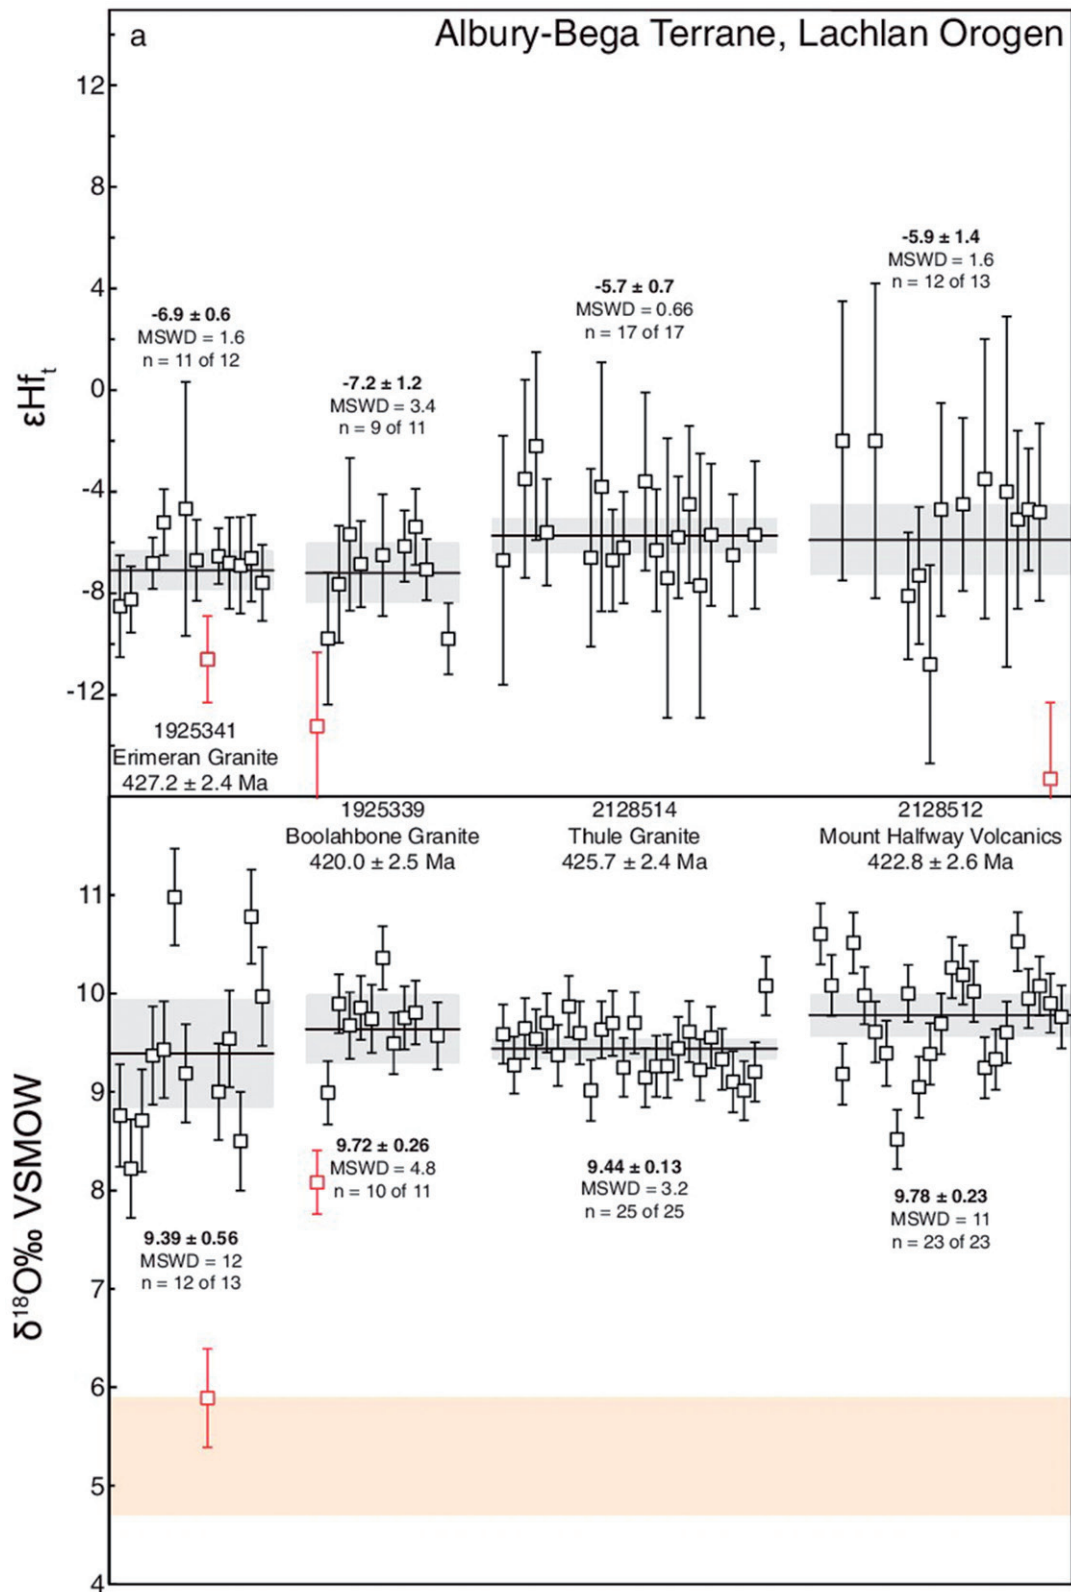 a
Albury-Bega Terrane, Lachlan Orogen
12
8
4
0
-4
-8
-12
εHfₜ
-6.9 ± 0.6
MSWD = 1.6
n = 11 of 12
-7.2 ± 1.2
MSWD = 3.4
n = 9 of 11
-5.7 ± 0.7
MSWD = 0.66
n = 17 of 17
-5.9 ± 1.4
MSWD = 1.6
n = 12 of 13
1925341
Erimeran Granite
427.2 ± 2.4 Ma
1925339
Boolahbone Granite
420.0 ± 2.5 Ma
2128514
Thule Granite
425.7 ± 2.4 Ma
2128512
Mount Halfway Volcanics
422.8 ± 2.6 Ma
11
10
9
8
7
6
5
4
δ¹⁸O‰ VSMOW
9.39 ± 0.56
MSWD = 12
n = 12 of 13
9.72 ± 0.26
MSWD = 4.8
n = 10 of 11
9.44 ± 0.13
MSWD = 3.2
n = 25 of 25
9.78 ± 0.23
MSWD = 11
n = 23 of 23